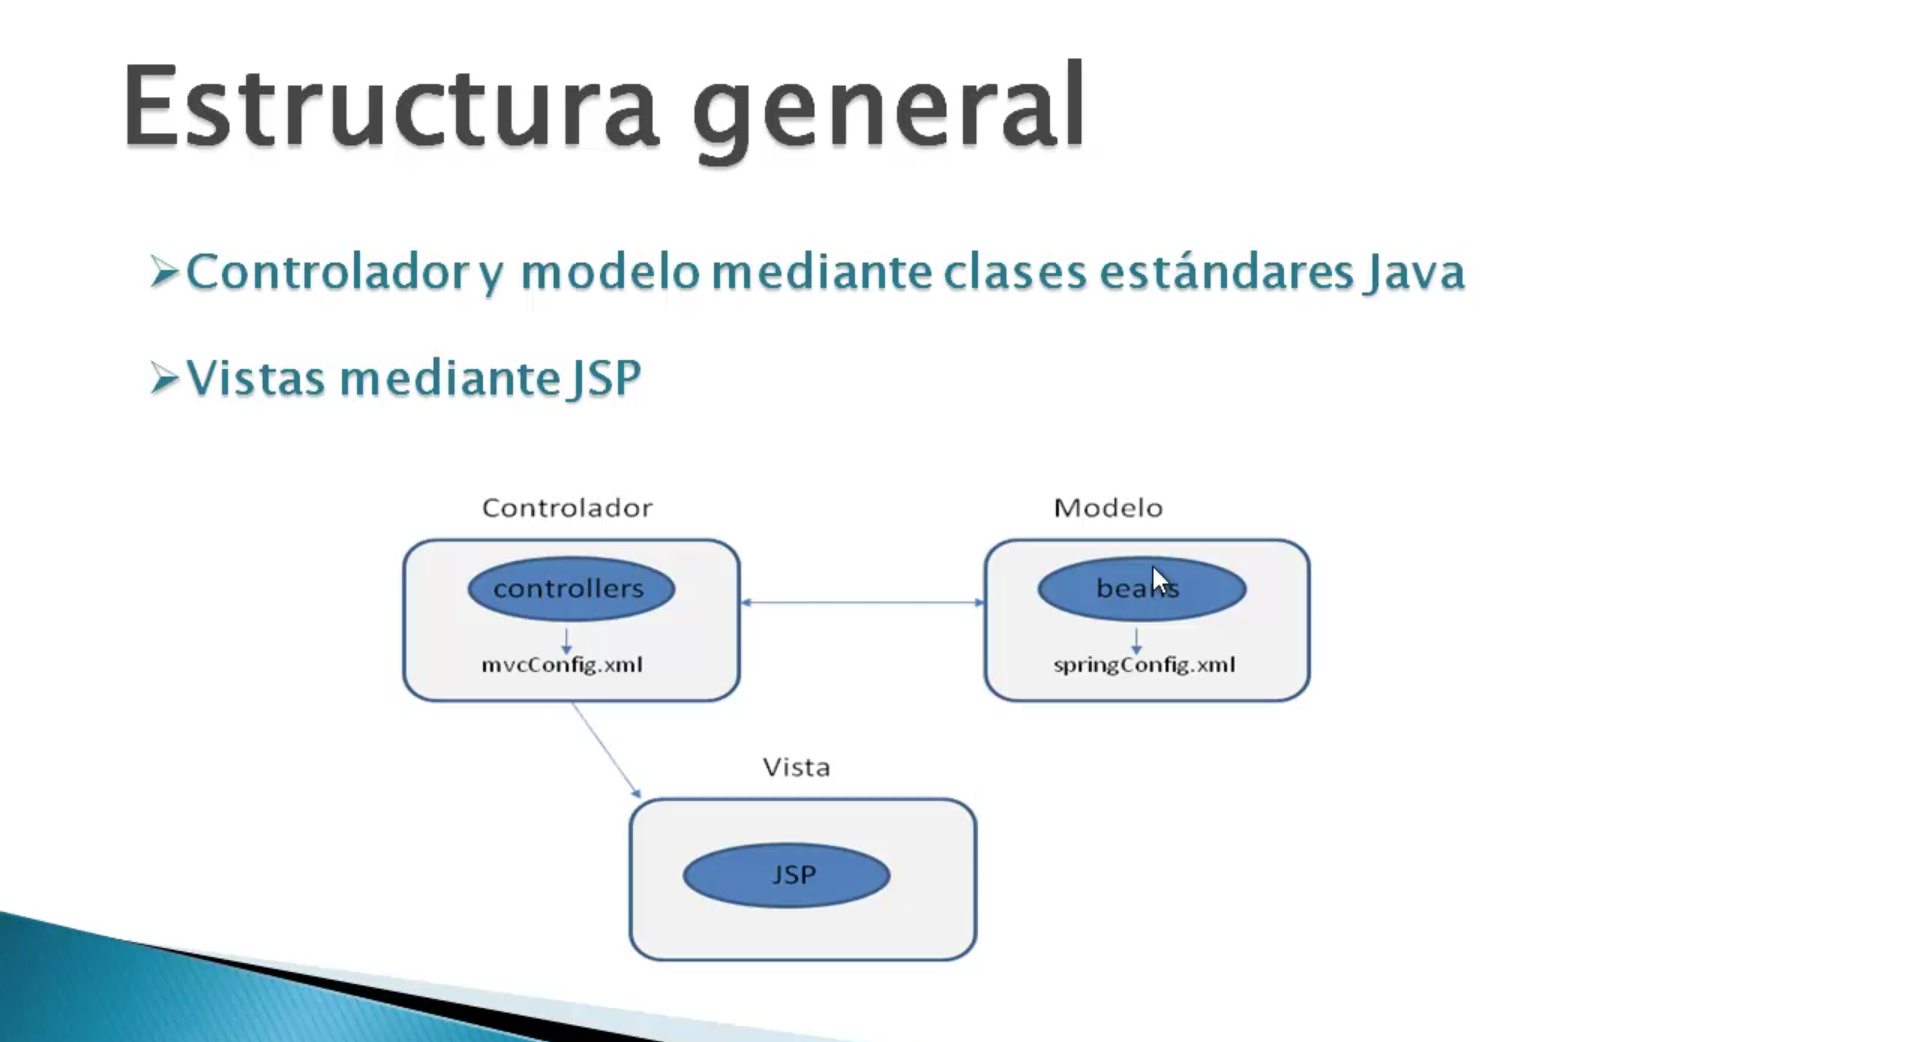 Estructura general
Controlador y modelo mediante clases estándares Java
Vistas mediante JSP
Controlador
Modelo
controllers
beans
mvcConfig.xml
springConfig.xml
Vista
JSP